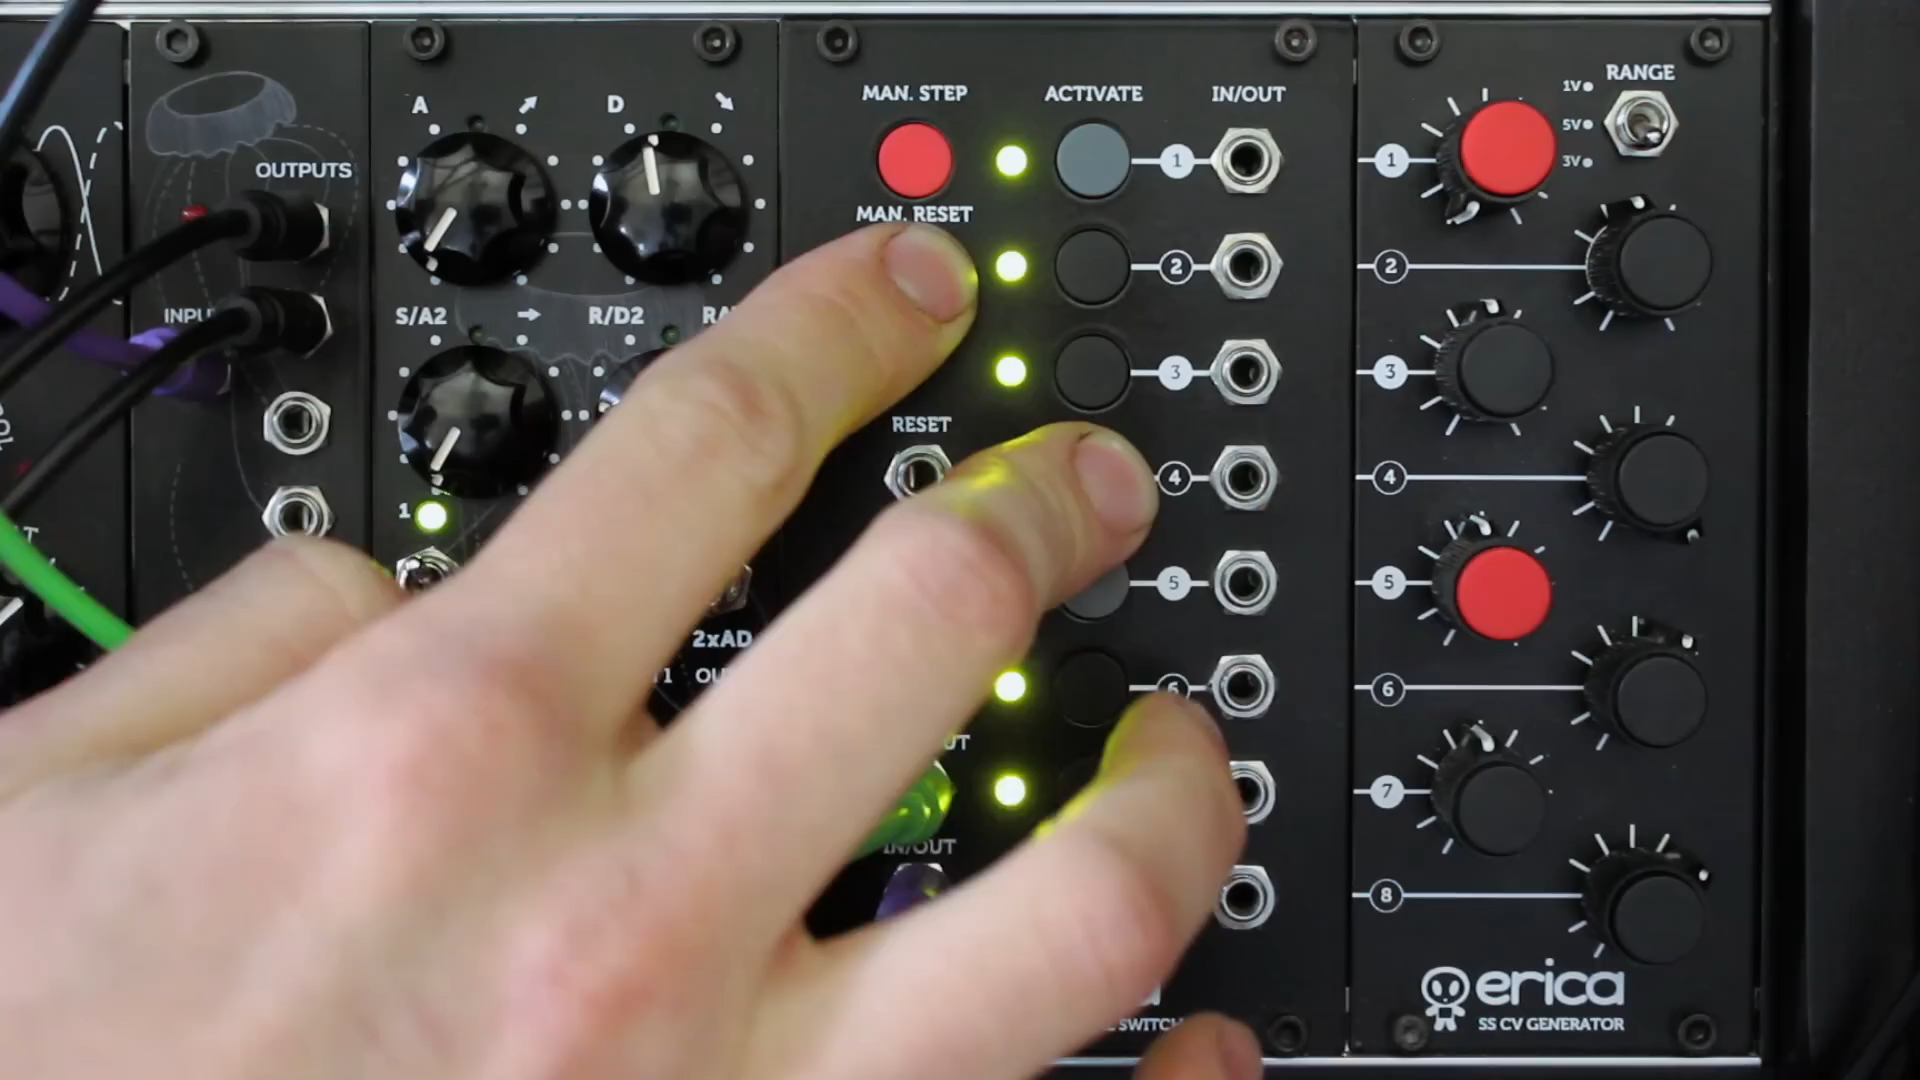 OUTPUTS
A
D
S/A2
R/D2
1
2xAD
MAN. STEP
MAN. RESET
RESET
IN/OUT
ACTIVATE
IN/OUT
1
2
3
4
5
6
SWITCH
RANGE
1V
5V
3V
1
2
3
4
5
6
7
8
erica
SS CV GENERATOR